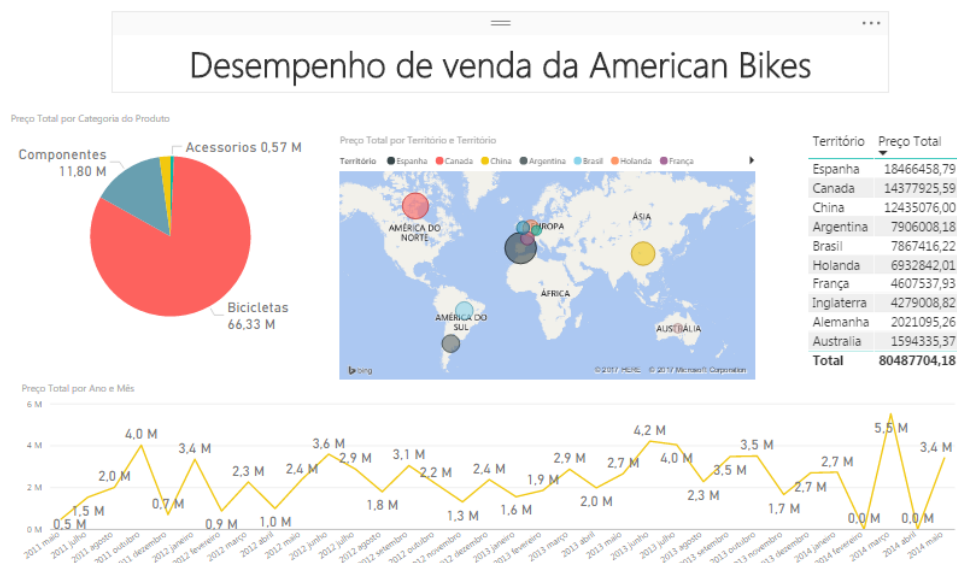 Desempenho de venda da American Bikes
Preço Total por Categoria do Produto
Acessorios 0,57 M
Componentes
11,80 M
Bicicletas
66,33 M
Preço Total por Território e Território
Território Espanha Canada China Argentina Brasil Holanda França
AMÉRICA DO
NORTE
EUROPA
ÁSIA
ÁFRICA
AMÉRICA DO
SUL
AUSTRÁLIA
bing
© 2017 HERE © 2017 Microsoft Corporation
Território Preço Total
Espanha 18466458,79
Canada 14377925,59
China 12435076,00
Argentina 7906008,18
Brasil 7867416,22
Holanda 6932842,01
França 4607537,93
Inglaterra 4279008,82
Alemanha 2021095,26
Australia 1594335,37
Total 80487704,18
Preço Total por Ano e Mês
6 M
4 M
2 M
0 M
0,5 M 1,5 M 2,0 M 4,0 M 0,7 M 3,4 M 0,9 M 2,3 M 1,0 M 2,4 M 3,6 M 2,9 M 1,8 M 3,1 M 2,2 M 1,3 M 2,4 M 1,6 M 1,9 M 2,9 M 2,0 M 2,7 M 4,2 M 4,0 M 2,3 M 3,5 M 3,5 M 1,7 M 2,7 M 2,7 M 0,0 M 5,5 M 0,0 M 3,4 M
2011 maio 2011 julho 2011 agosto 2011 outubro 2011 dezembro 2012 janeiro 2012 fevereiro 2012 março 2012 abril 2012 maio 2012 junho 2012 julho 2012 agosto 2012 setembro 2012 outubro 2012 novembro 2012 dezembro 2013 janeiro 2013 fevereiro 2013 março 2013 abril 2013 maio 2013 junho 2013 julho 2013 agosto 2013 setembro 2013 outubro 2013 novembro 2013 dezembro 2014 janeiro 2014 fevereiro 2014 março 2014 abril 2014 maio